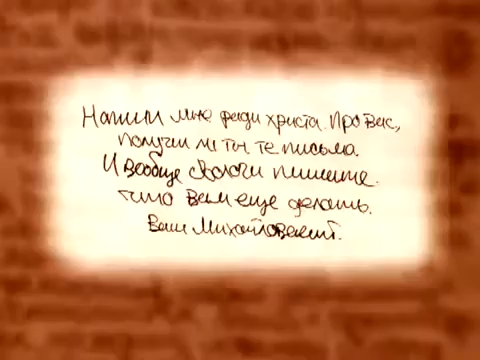 Напиши мне ради христа. Про Вас,
получил ли ты те письма.
И вообще сволочи пишите.
что Вам еще делать.
Ваш Михайловский.